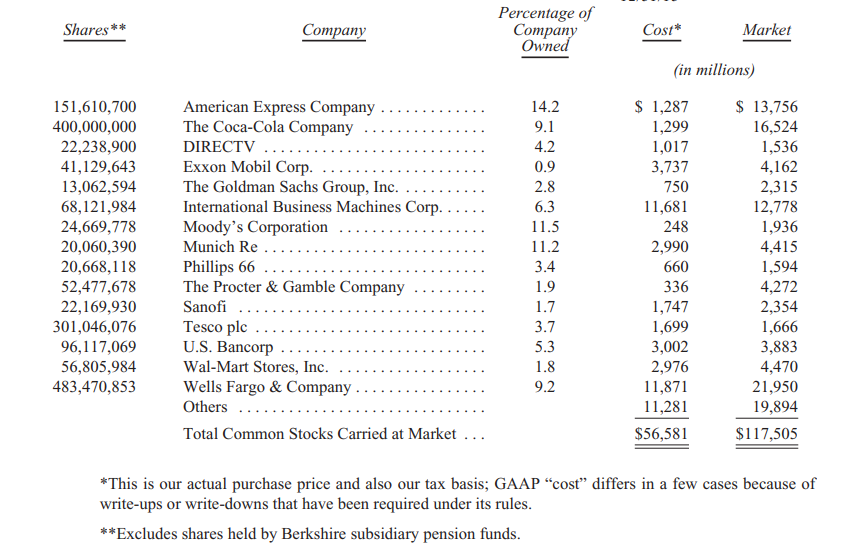 Shares** Company Percentage of Company Owned Cost* Market
(in millions)
151,610,700 American Express Company . . . . . . . . . . . . . 14.2 $ 1,287 $ 13,756
400,000,000 The Coca-Cola Company . . . . . . . . . . . . . . . 9.1 1,299 16,524
22,238,900 DIRECTV . . . . . . . . . . . . . . . . . . . . . . . . . . . 4.2 1,017 1,536
41,129,643 Exxon Mobil Corp. . . . . . . . . . . . . . . . . . . . . 0.9 3,737 4,162
13,062,594 The Goldman Sachs Group, Inc. . . . . . . . . . . 2.8 750 2,315
68,121,984 International Business Machines Corp. . . . . . 6.3 11,681 12,778
24,669,778 Moody’s Corporation . . . . . . . . . . . . . . . . . . 11.5 248 1,936
20,060,390 Munich Re . . . . . . . . . . . . . . . . . . . . . . . . . . . 11.2 2,990 4,415
20,668,118 Phillips 66 . . . . . . . . . . . . . . . . . . . . . . . . . . . 3.4 660 1,594
52,477,678 The Procter & Gamble Company . . . . . . . . . 1.9 336 4,272
22,169,930 Sanofi . . . . . . . . . . . . . . . . . . . . . . . . . . . . . . 1.7 1,747 2,354
301,046,076 Tesco plc . . . . . . . . . . . . . . . . . . . . . . . . . . . . 3.7 1,699 1,666
96,117,069 U.S. Bancorp . . . . . . . . . . . . . . . . . . . . . . . . . 5.3 3,002 3,883
56,805,984 Wal-Mart Stores, Inc. . . . . . . . . . . . . . . . . . . 1.8 2,976 4,470
483,470,853 Wells Fargo & Company . . . . . . . . . . . . . . . . 9.2 11,871 21,950
Others . . . . . . . . . . . . . . . . . . . . . . . . . . . . . . 11,281 19,894
Total Common Stocks Carried at Market . . . $56,581 $117,505
*This is our actual purchase price and also our tax basis; GAAP “cost” differs in a few cases because of
write-ups or write-downs that have been required under its rules.
**Excludes shares held by Berkshire subsidiary pension funds.